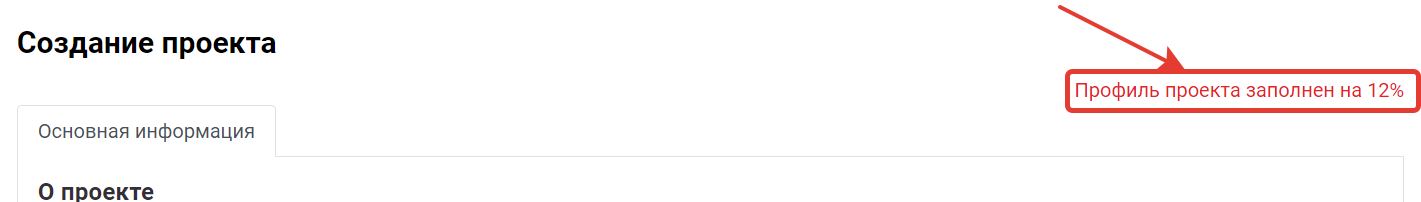 Создание проекта
Профиль проекта заполнен на 12%
Основная информация
О проекте